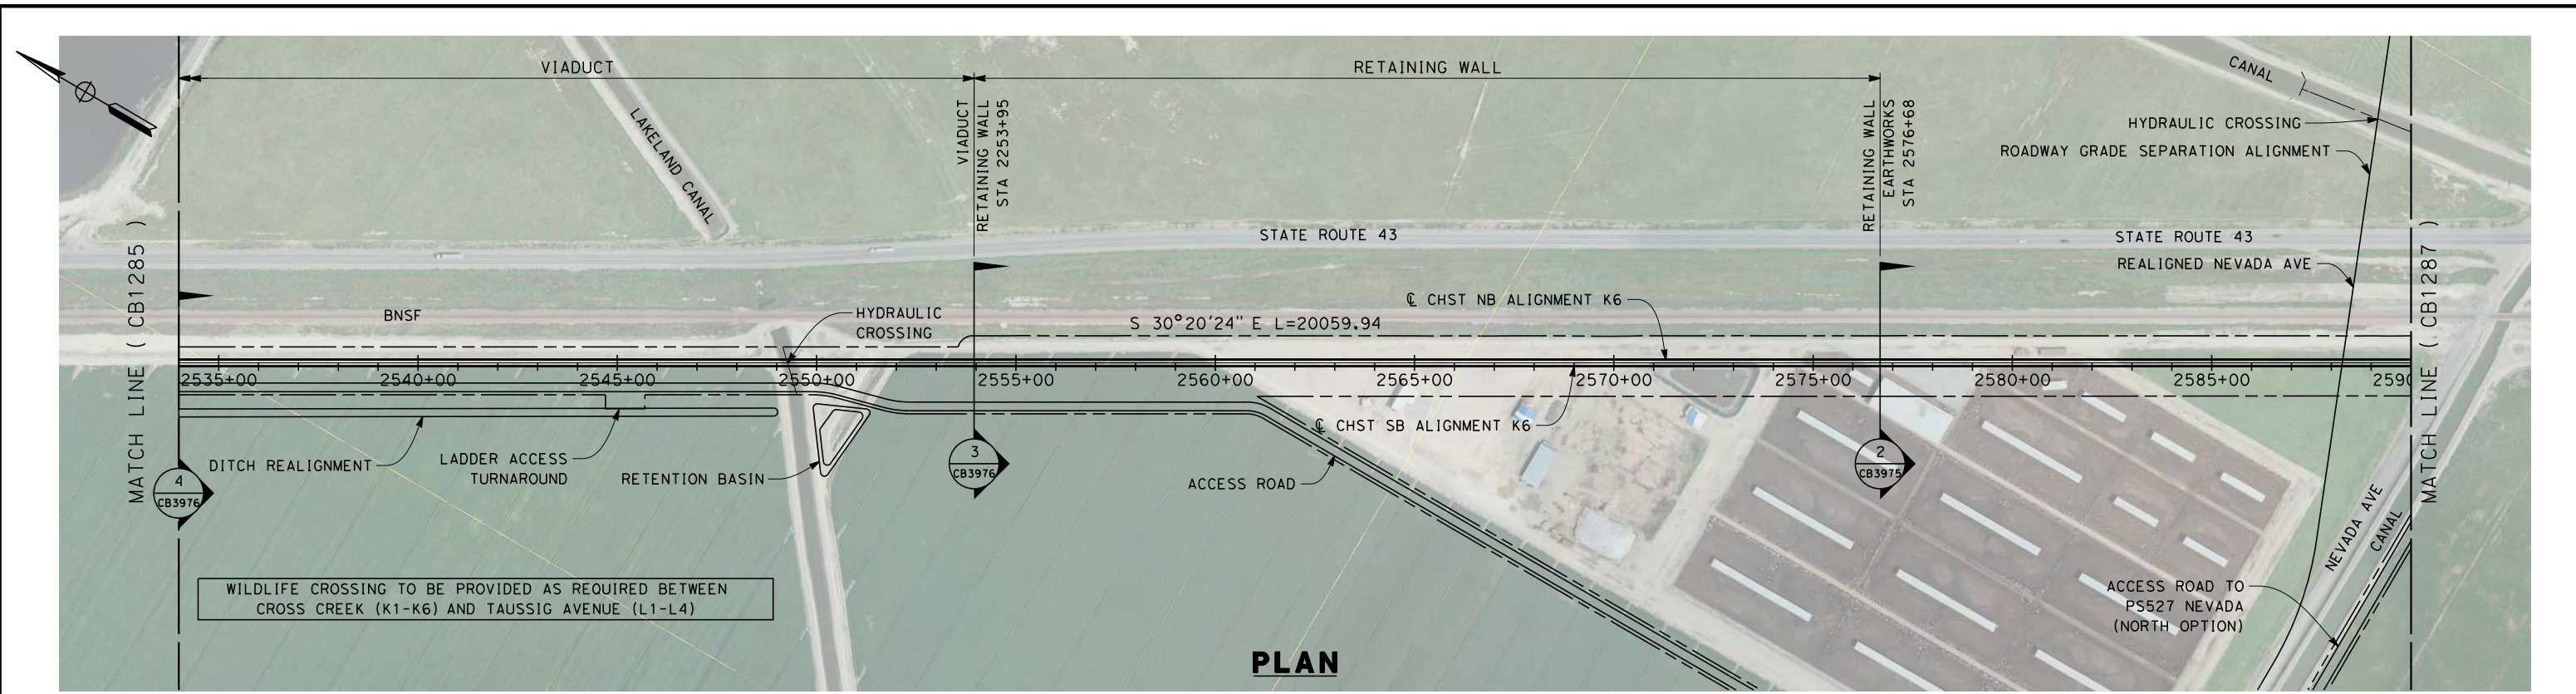 VIADUCT
RETAINING WALL
CANAL
LAKELAND CANAL
VIADUCT
RETAINING WALL
STA 2253+95
RETAINING WALL
EARTHWORKS
STA 2576+68
HYDRAULIC CROSSING
ROADWAY GRADE SEPARATION ALIGNMENT
STATE ROUTE 43
STATE ROUTE 43
REALIGNED NEVADA AVE
MATCH LINE ( CB1285 )
MATCH LINE ( CB1287 )
BNSF
HYDRAULIC
CROSSING
S 30°20'24" E L=20059.94
℄ CHST NB ALIGNMENT K6
2535+00
2540+00
2545+00
2550+00
2555+00
2560+00
2565+00
2570+00
2575+00
2580+00
2585+00
2590
℄ CHST SB ALIGNMENT K6
DITCH REALIGNMENT
LADDER ACCESS
TURNAROUND
RETENTION BASIN
ACCESS ROAD
4
CB3976
3
CB3976
2
CB3975
NEVADA AVE
CANAL
WILDLIFE CROSSING TO BE PROVIDED AS REQUIRED BETWEEN
CROSS CREEK (K1-K6) AND TAUSSIG AVENUE (L1-L4)
ACCESS ROAD TO
PS527 NEVADA
(NORTH OPTION)
PLAN